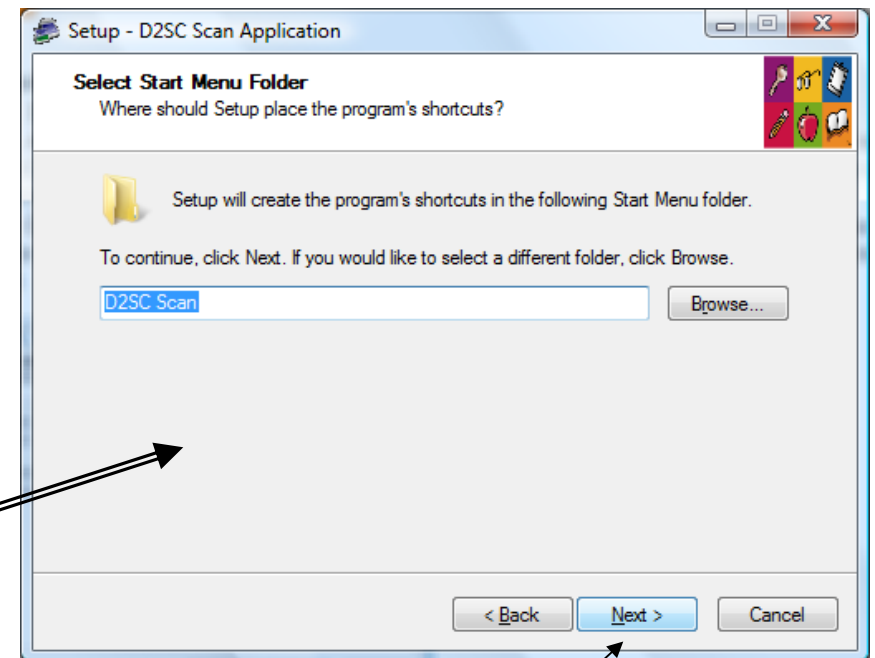 Setup - D2SC Scan Application
Select Start Menu Folder
Where should Setup place the program's shortcuts?
Setup will create the program's shortcuts in the following Start Menu folder.
To continue, click Next. If you would like to select a different folder, click Browse.
D2SC Scan
Browse...
< Back
Next >
Cancel